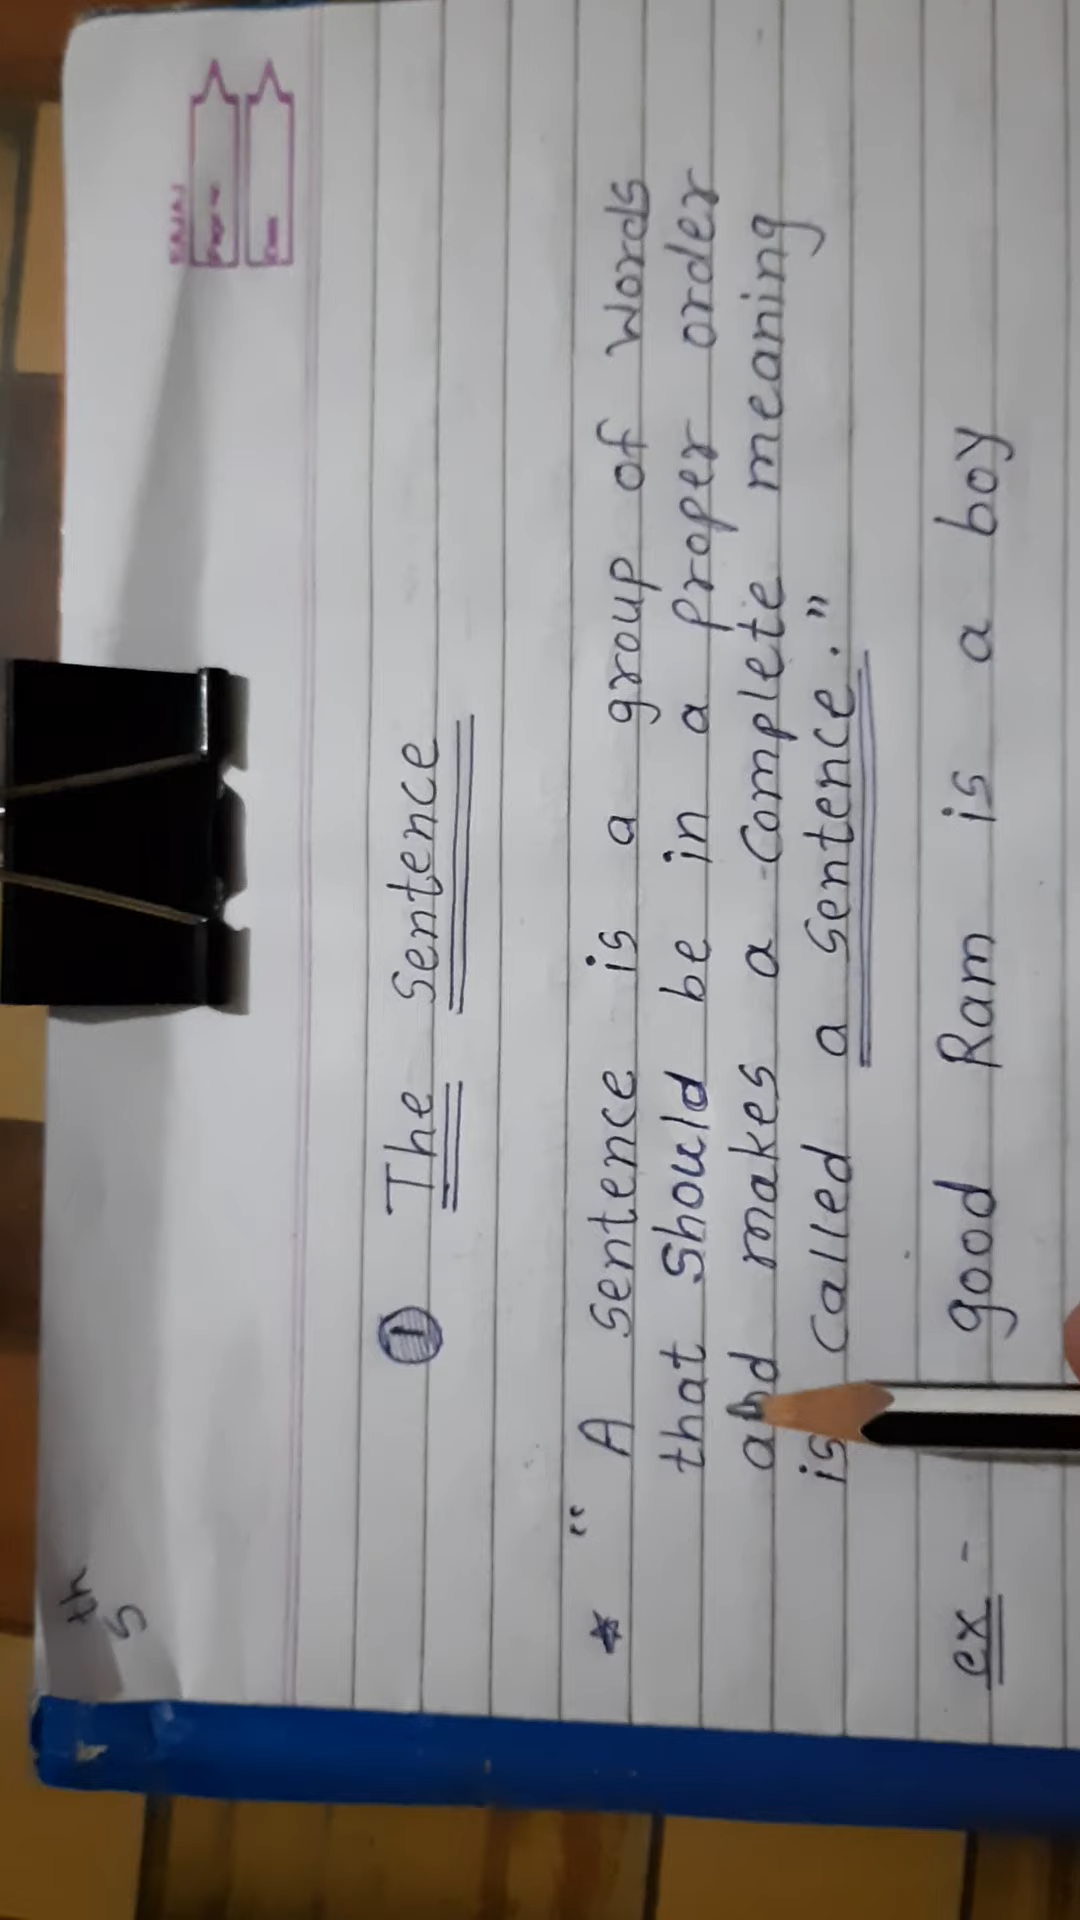 5th
① The Sentence
* " A Sentence is a group of words
that should be in a proper order
and makes a Complete meaning
is called a sentence."
ex - good Ram is a boy